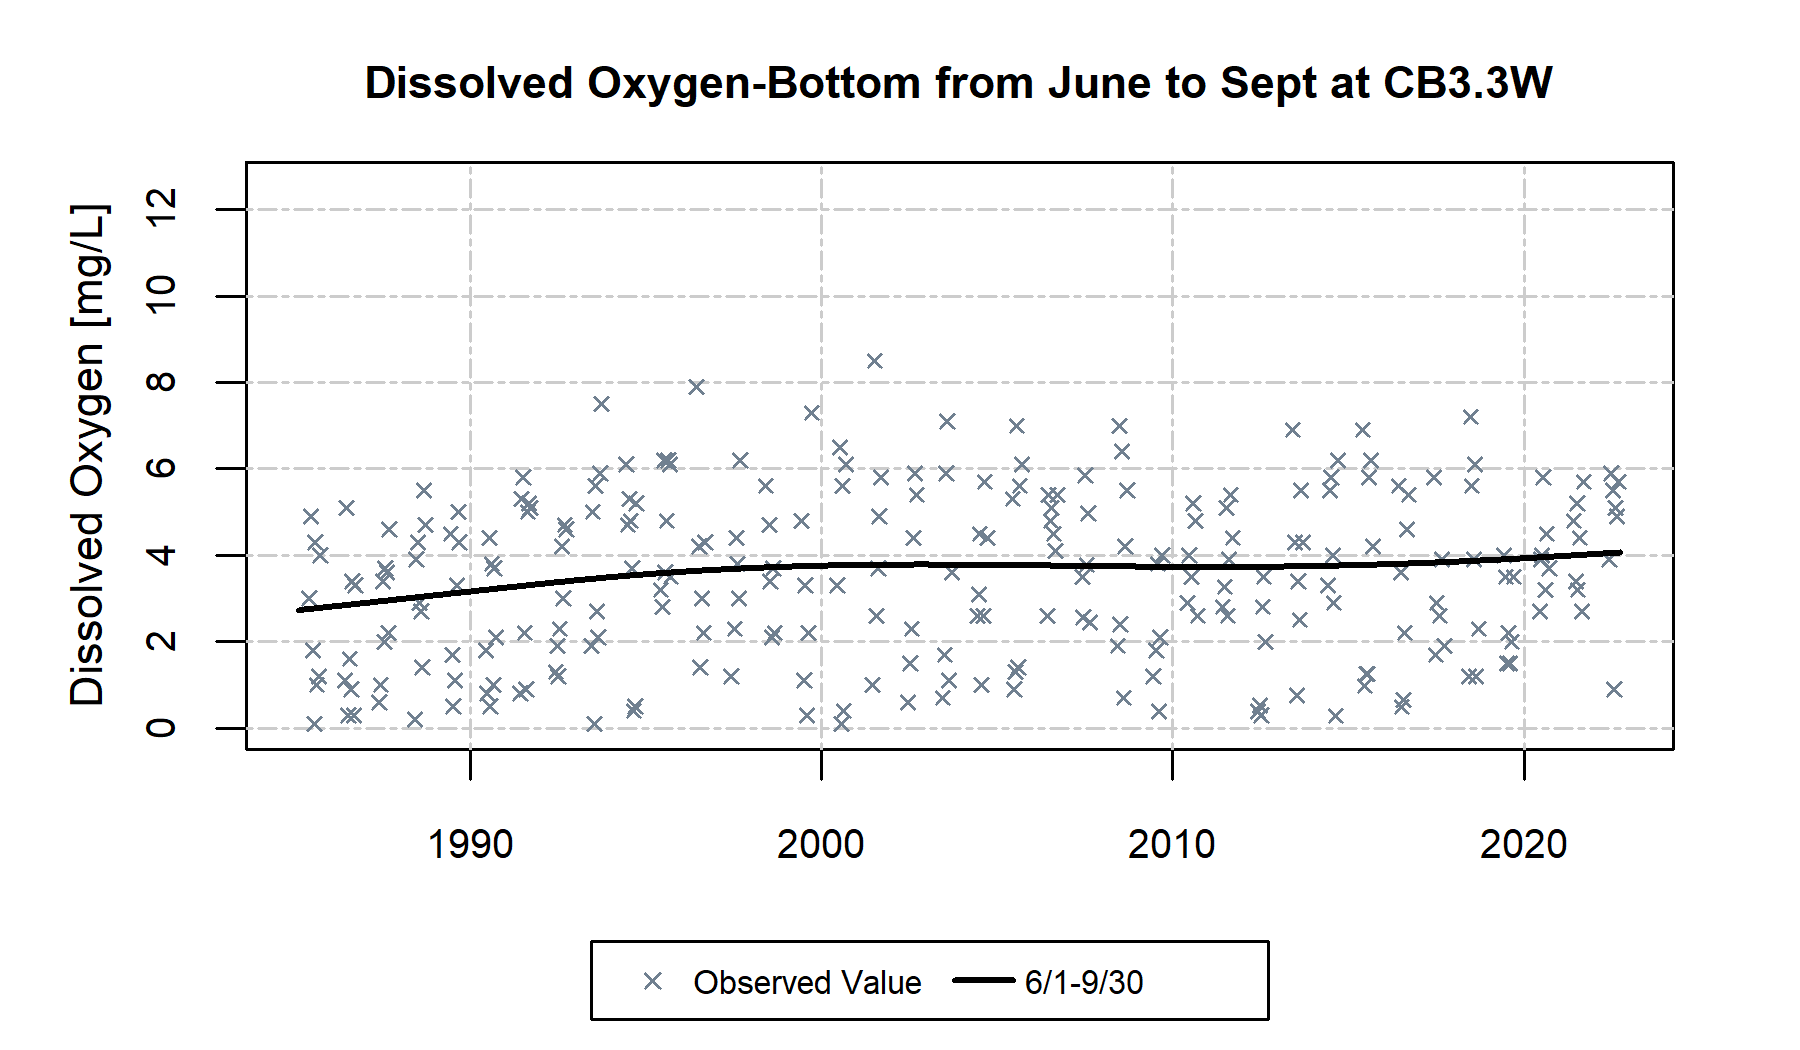 Dissolved Oxygen-Bottom from June to Sept at CB3.3W
Dissolved Oxygen [mg/L]
12
10
8
6
4
2
0
1990 2000 2010 2020
Observed Value 6/1-9/30